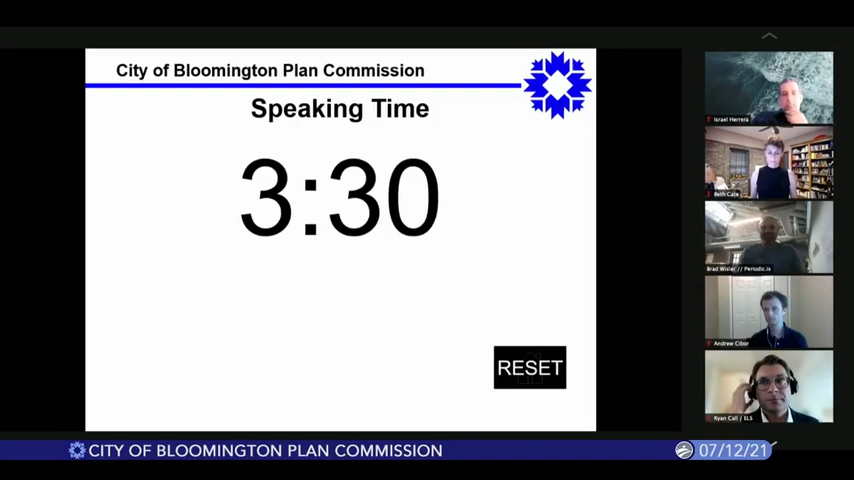 City of Bloomington Plan Commission
Speaking Time
3:30
RESET
Israel Herrera
Beth Cate
Brad Wisler // Periodic.is
Andrew Cibor
Ryan Call / ELS
CITY OF BLOOMINGTON PLAN COMMISSION
07/12/21